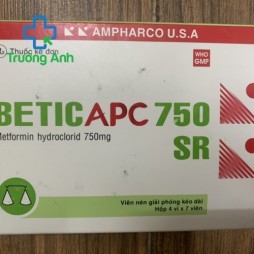 AMPHARCO U.S.A
Thuốc kê đơn
Trường Anh
WHO
GMP
BETICAPC 750
SR
Metformin hydroclorid 750mg
Viên nén giải phóng kéo dài
Hộp 4 vỉ x 7 viên